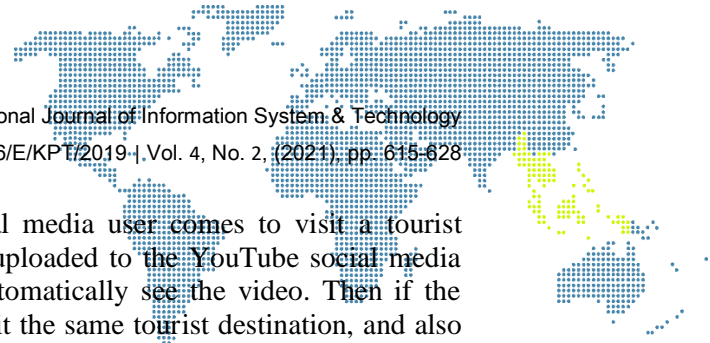 onal Journal of Information System & Technology
6/E/KPT/2019 | Vol. 4, No. 2, (2021), pp. 615-628
l media user comes to visit a tourist
uploaded to the YouTube social media
tomatically see the video. Then if the
it the same tourist destination, and also